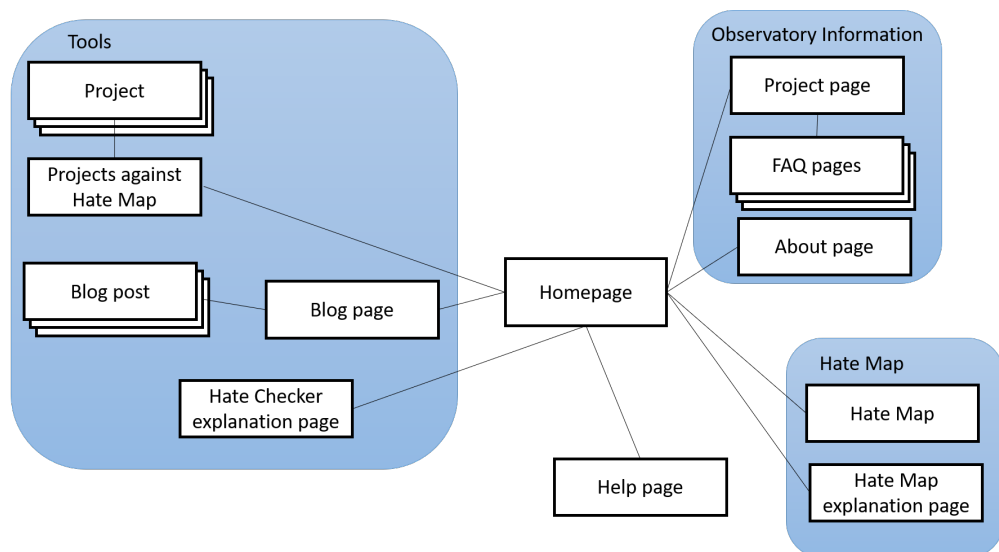 Tools
Project
Projects against
Hate Map
Blog post
Blog page
Hate Checker
explanation page
Homepage
Help page
Observatory Information
Project page
FAQ pages
About page
Hate Map
Hate Map
Hate Map
explanation page